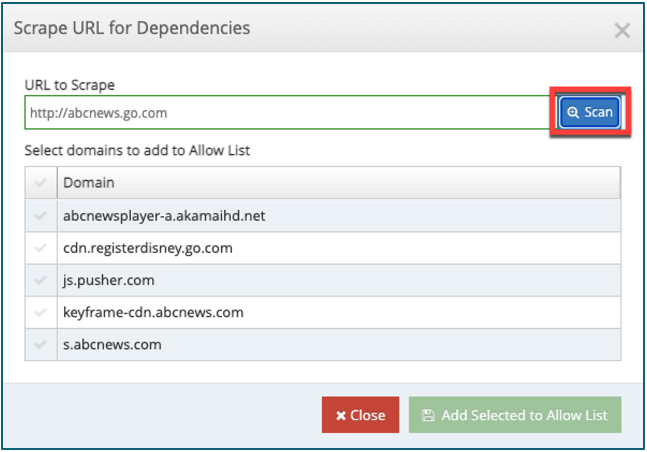 Scrape URL for Dependencies
URL to Scrape
http://abcnews.go.com
Scan
Select domains to add to Allow List
Domain
abcnewsplayer-a.akamaihd.net
cdn.registerdisney.go.com
js.pusher.com
keyframe-cdn.abcnews.com
s.abcnews.com
Close
Add Selected to Allow List